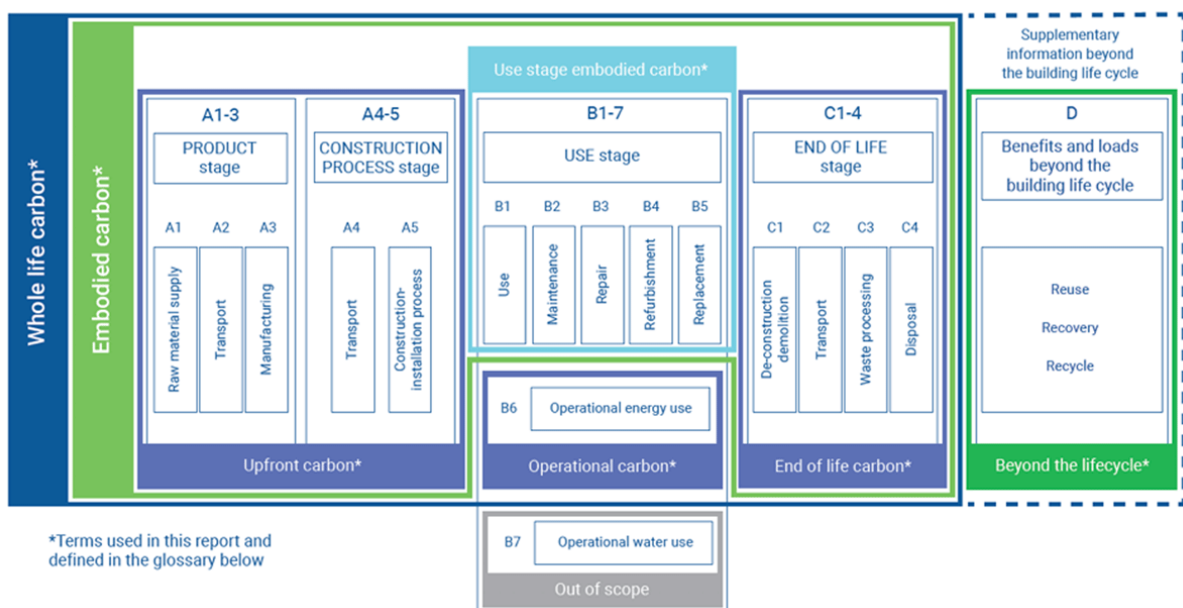 Whole life carbon*
Embodied carbon*
Use stage embodied carbon*
Supplementary
information beyond
the building life cycle
A1-3
PRODUCT
stage
A1
A2
A3
Raw material supply
Transport
Manufacturing
A4-5
CONSTRUCTION
PROCESS stage
A4
A5
Transport
Construction-
installation process
Upfront carbon*
B1-7
USE stage
B1
B2
B3
B4
B5
Use
Maintenance
Repair
Refurbishment
Replacement
B6
Operational energy use
Operational carbon*
B7
Operational water use
Out of scope
C1-4
END OF LIFE
stage
C1
C2
C3
C4
De-construction
demolition
Transport
Waste processing
Disposal
End of life carbon*
D
Benefits and loads
beyond the
building life cycle
Reuse
Recovery
Recycle
Beyond the lifecycle*
*Terms used in this report and
defined in the glossary below